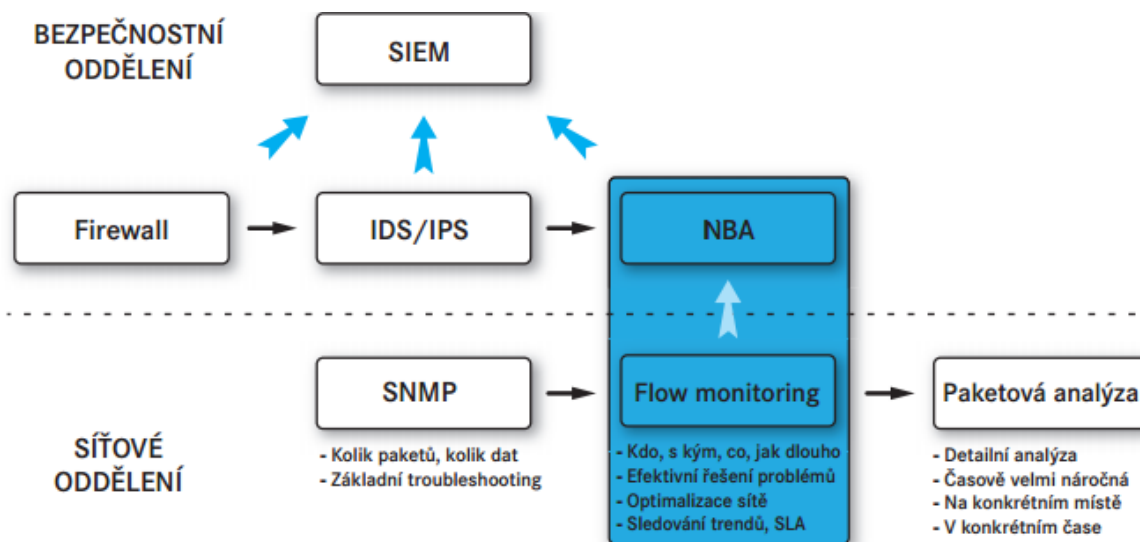 BEZPEČNOSTNÍ
ODDĚLENÍ
SIEM
Firewall
IDS/IPS
NBA
SNMP
Flow monitoring
Paketová analýza
SÍŤOVÉ
ODDĚLENÍ
- Kolik paketů, kolik dat
- Základní troubleshooting
- Kdo, s kým, co, jak dlouho
- Efektivní řešení problémů
- Optimalizace sítě
- Sledování trendů, SLA
- Detailní analýza
- Časově velmi náročná
- Na konkrétním místě
- V konkrétním čase